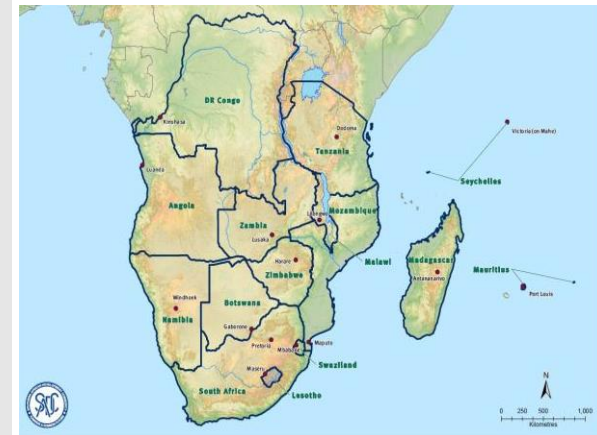 DR Congo
Kinshasa
Dodoma
Tanzania
Victoria (on Mahe)
Luanda
Seychelles
Angola
Lilongwe
Mozambique
Zambia
Lusaka
Malawi
Harare
Zimbabwe
Madagascar
Antananarivo
Mauritius
Port Louis
Windhoek
Namibia
Botswana
Gaborone
Pretoria
Mbabane
Maputo
Swaziland
Maseru
South Africa
Lesotho
SADC
N
0 250 500 1,000
Kilometres